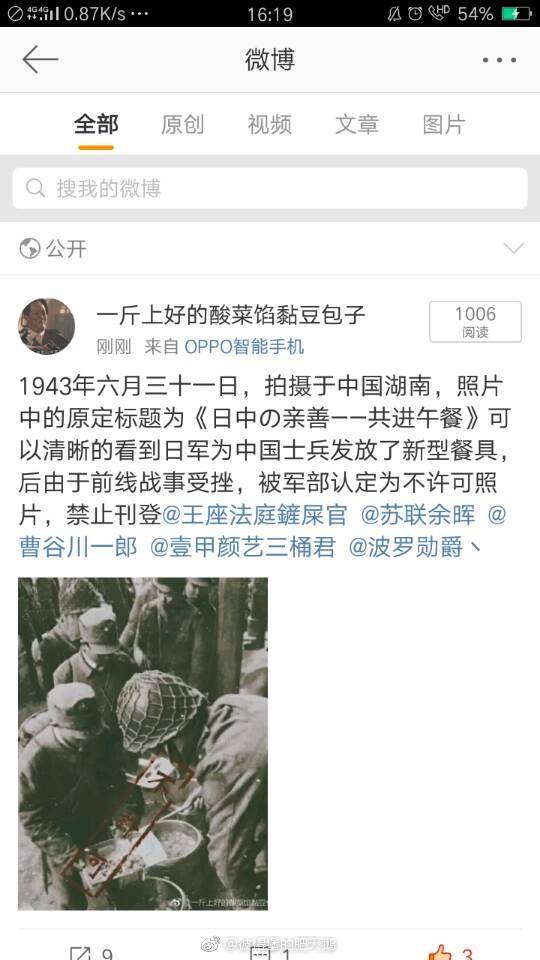 4G 4G 0.87K/s ··· 16:19 HD 54%
微博
全部 原创 视频 文章 图片
搜我的微博
公开
一斤上好的酸菜馅黏豆包子
1006
阅读
刚刚 来自 OPPO智能手机
1943年六月三十一日，拍摄于中国湖南，照片
中的原定标题为《日中の亲善——共进午餐》可
以清晰的看到日军为中国士兵发放了新型餐具，
后由于前线战事受挫，被军部认定为不许可照
片，禁止刊登@王座法庭鏟屎官 @苏联余晖 @
曹谷川一郎 @壹甲颜艺三桶君 @波罗勋爵丶
不
许
可
@一斤上好的酸菜馅黏豆包
9 1 3